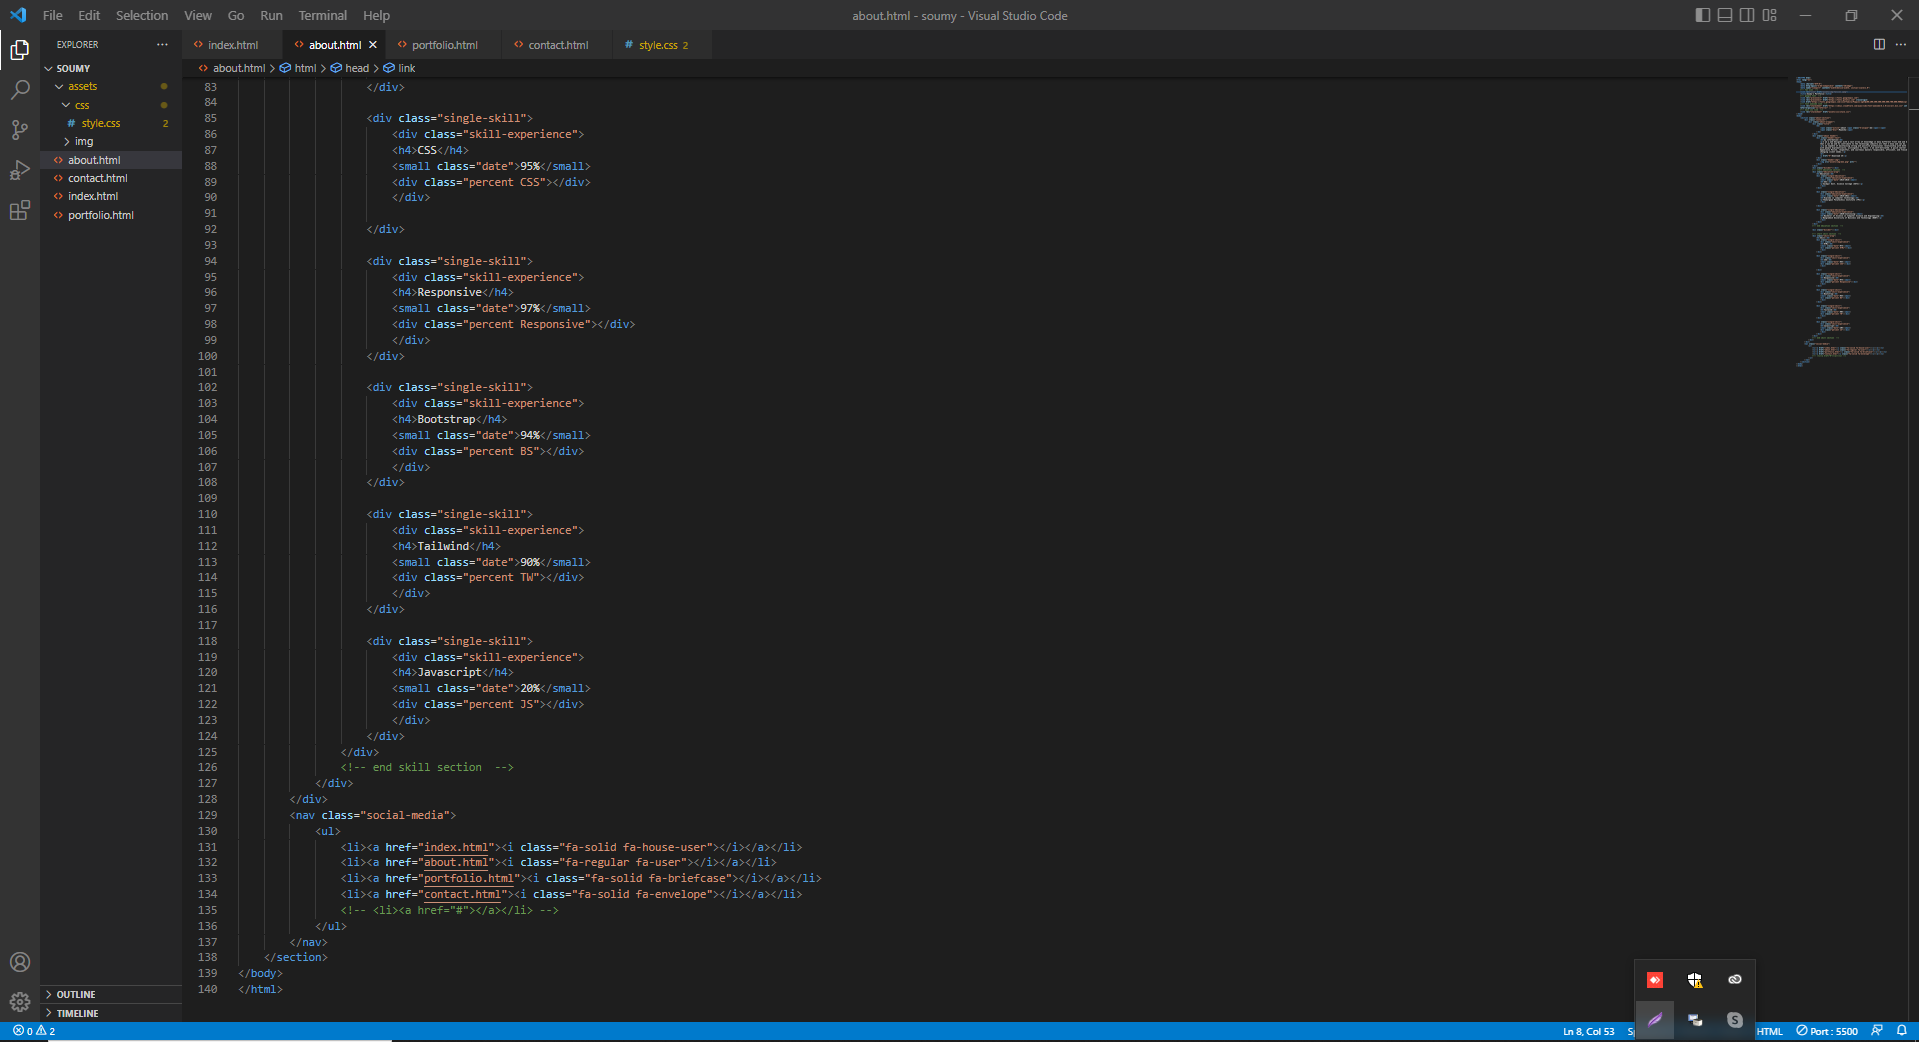 File Edit Selection View Go Run Terminal Help
about.html - soumy - Visual Studio Code
EXPLORER
SOUMY
assets
css
# style.css 2
img
about.html
contact.html
index.html
portfolio.html
OUTLINE
TIMELINE
index.html about.html portfolio.html contact.html # style.css 2
about.html > html > head > link
83 </div>
84
85 <div class="single-skill">
86 <div class="skill-experience">
87 <h4>CSS</h4>
88 <small class="date">95%</small>
89 <div class="percent CSS"></div>
90 </div>
91
92 </div>
93
94 <div class="single-skill">
95 <div class="skill-experience">
96 <h4>Responsive</h4>
97 <small class="date">97%</small>
98 <div class="percent Responsive"></div>
99 </div>
100 </div>
101
102 <div class="single-skill">
103 <div class="skill-experience">
104 <h4>Bootstrap</h4>
105 <small class="date">94%</small>
106 <div class="percent BS"></div>
107 </div>
108 </div>
109
110 <div class="single-skill">
111 <div class="skill-experience">
112 <h4>Tailwind</h4>
113 <small class="date">90%</small>
114 <div class="percent TW"></div>
115 </div>
116 </div>
117
118 <div class="single-skill">
119 <div class="skill-experience">
120 <h4>Javascript</h4>
121 <small class="date">20%</small>
122 <div class="percent JS"></div>
123 </div>
124 </div>
125 </div>
126 <!-- end skill section  -->
127 </div>
128 </div>
129 <nav class="social-media">
130 <ul>
131 <li><a href="index.html"><i class="fa-solid fa-house-user"></i></a></li>
132 <li><a href="about.html"><i class="fa-regular fa-user"></i></a></li>
133 <li><a href="portfolio.html"><i class="fa-solid fa-briefcase"></i></a></li>
134 <li><a href="contact.html"><i class="fa-solid fa-envelope"></i></a></li>
135 <!-- <li><a href="#"></a></li> -->
136 </ul>
137 </nav>
138 </section>
139 </body>
140 </html>
0 2
Ln 8, Col 53 HTML Port : 5500